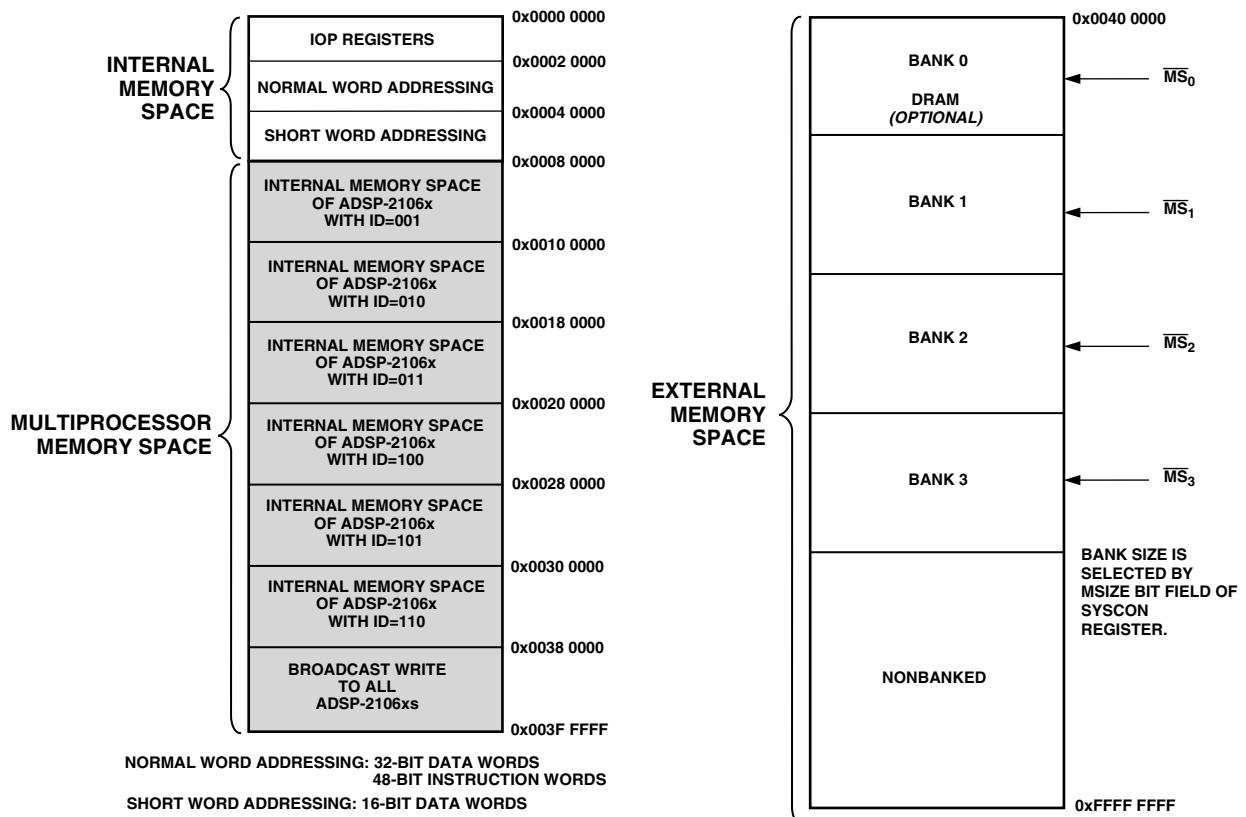 0x0000 0000
IOP REGISTERS
0x0002 0000
INTERNAL
MEMORY
SPACE
NORMAL WORD ADDRESSING
0x0004 0000
SHORT WORD ADDRESSING
0x0008 0000
INTERNAL MEMORY SPACE
OF ADSP-2106x
WITH ID=001
0x0010 0000
INTERNAL MEMORY SPACE
OF ADSP-2106x
WITH ID=010
0x0018 0000
INTERNAL MEMORY SPACE
OF ADSP-2106x
WITH ID=011
0x0020 0000
MULTIPROCESSOR
MEMORY SPACE
INTERNAL MEMORY SPACE
OF ADSP-2106x
WITH ID=100
0x0028 0000
INTERNAL MEMORY SPACE
OF ADSP-2106x
WITH ID=101
0x0030 0000
INTERNAL MEMORY SPACE
OF ADSP-2106x
WITH ID=110
0x0038 0000
BROADCAST WRITE
TO ALL
ADSP-2106xs
0x003F FFFF
NORMAL WORD ADDRESSING: 32-BIT DATA WORDS
48-BIT INSTRUCTION WORDS
SHORT WORD ADDRESSING: 16-BIT DATA WORDS
0x0040 0000
BANK 0
DRAM
(OPTIONAL)
MS0
BANK 1
MS1
BANK 2
MS2
EXTERNAL
MEMORY
SPACE
BANK 3
MS3
BANK SIZE IS
SELECTED BY
MSIZE BIT FIELD OF
SYSCON
REGISTER.
NONBANKED
0xFFFF FFFF